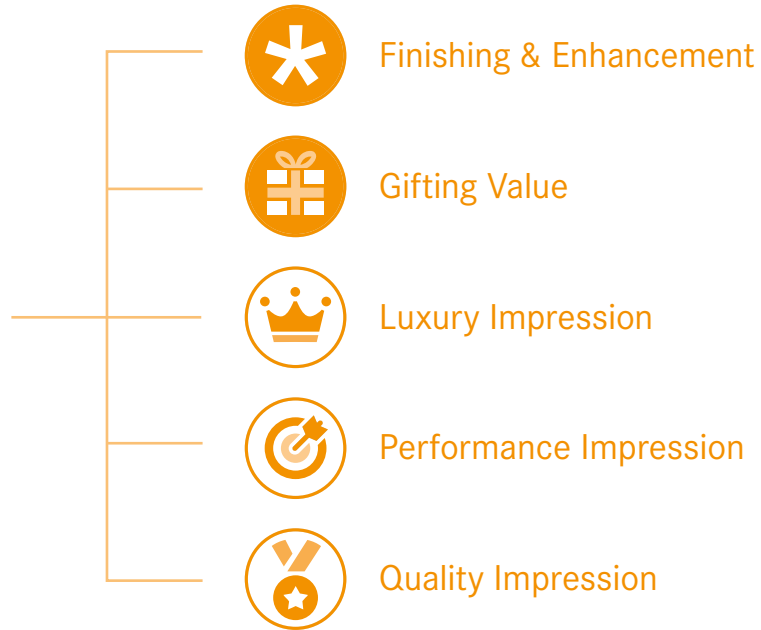 Finishing & Enhancement
Gifting Value
Luxury Impression
Performance Impression
Quality Impression